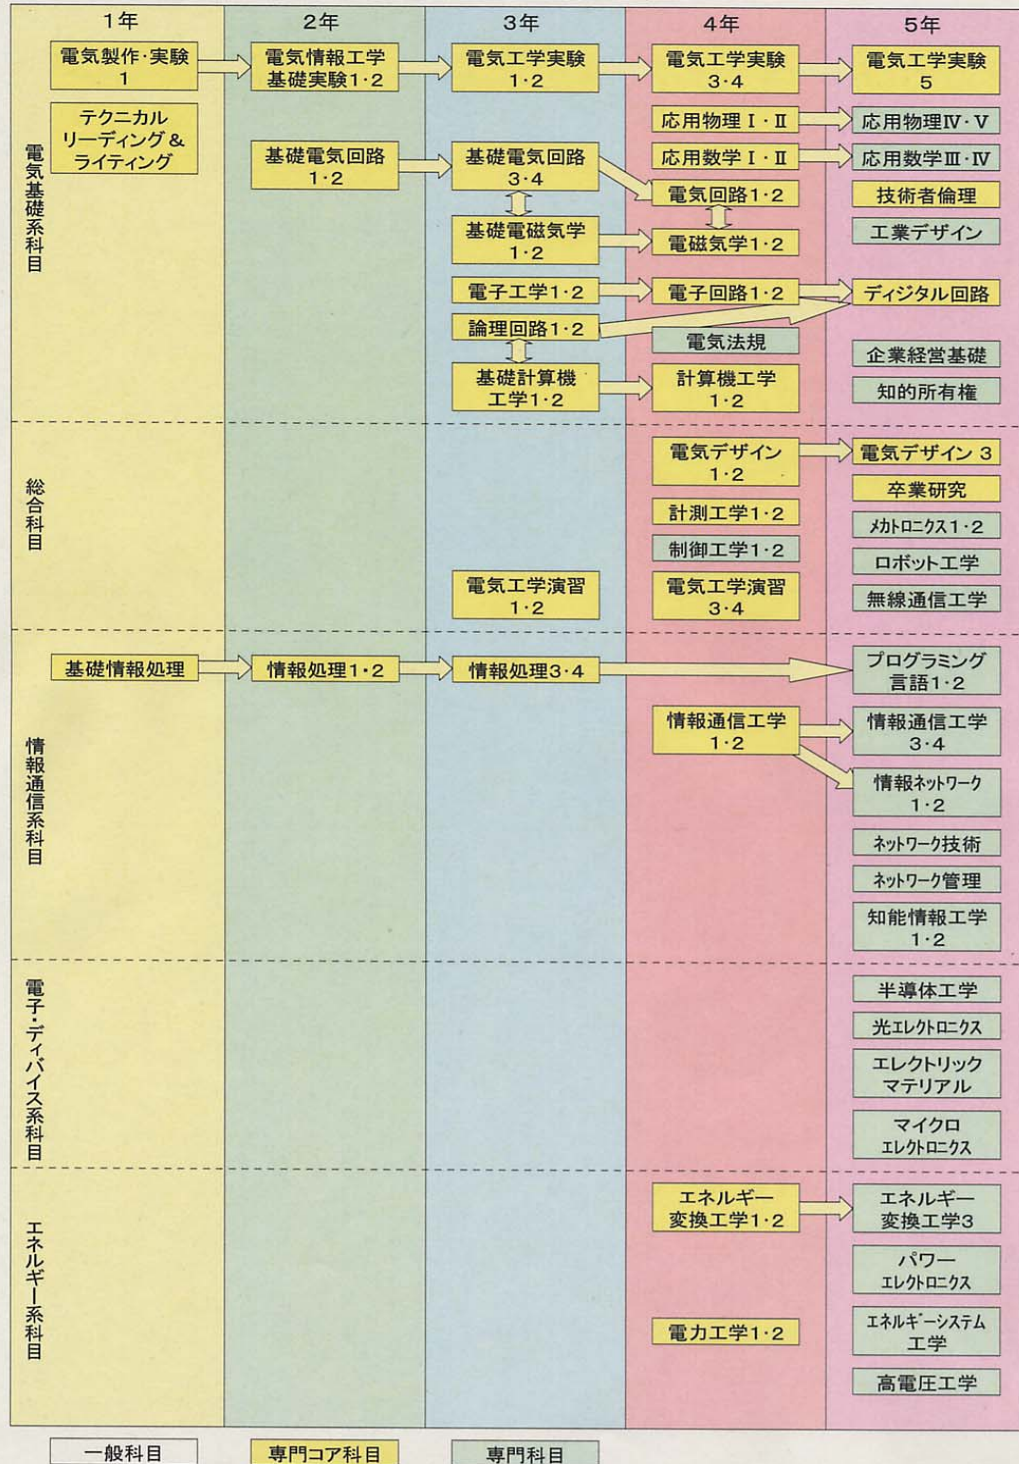 1年
2年
3年
4年
5年
電気基礎系科目
電気製作・実験
1
電気情報工学
基礎実験1・2
電気工学実験
1・2
電気工学実験
3・4
電気工学実験
5
テクニカル
リーディング&
ライティング
応用物理Ⅰ・Ⅱ
応用物理Ⅳ・Ⅴ
基礎電気回路
1・2
基礎電気回路
3・4
応用数学Ⅰ・Ⅱ
応用数学Ⅲ・Ⅳ
電気回路1・2
技術者倫理
基礎電磁気学
1・2
電磁気学1・2
工業デザイン
電子工学1・2
電子回路1・2
ディジタル回路
論理回路1・2
電気法規
企業経営基礎
基礎計算機
工学1・2
計算機工学
1・2
知的所有権
総合科目
電気デザイン
1・2
電気デザイン 3
卒業研究
計測工学1・2
メカトロニクス1・2
制御工学1・2
ロボット工学
電気工学演習
1・2
電気工学演習
3・4
無線通信工学
情報通信系科目
基礎情報処理
情報処理1・2
情報処理3・4
プログラミング
言語1・2
情報通信工学
1・2
情報通信工学
3・4
情報ネットワーク
1・2
ネットワーク技術
ネットワーク管理
知能情報工学
1・2
電子・ディバイス系科目
半導体工学
光エレクトロニクス
エレクトリック
マテリアル
マイクロ
エレクトロニクス
エネルギー系科目
エネルギー
変換工学1・2
エネルギー
変換工学3
パワー
エレクトロニクス
電力工学1・2
エネルギーシステム
工学
高電圧工学
一般科目
専門コア科目
専門科目